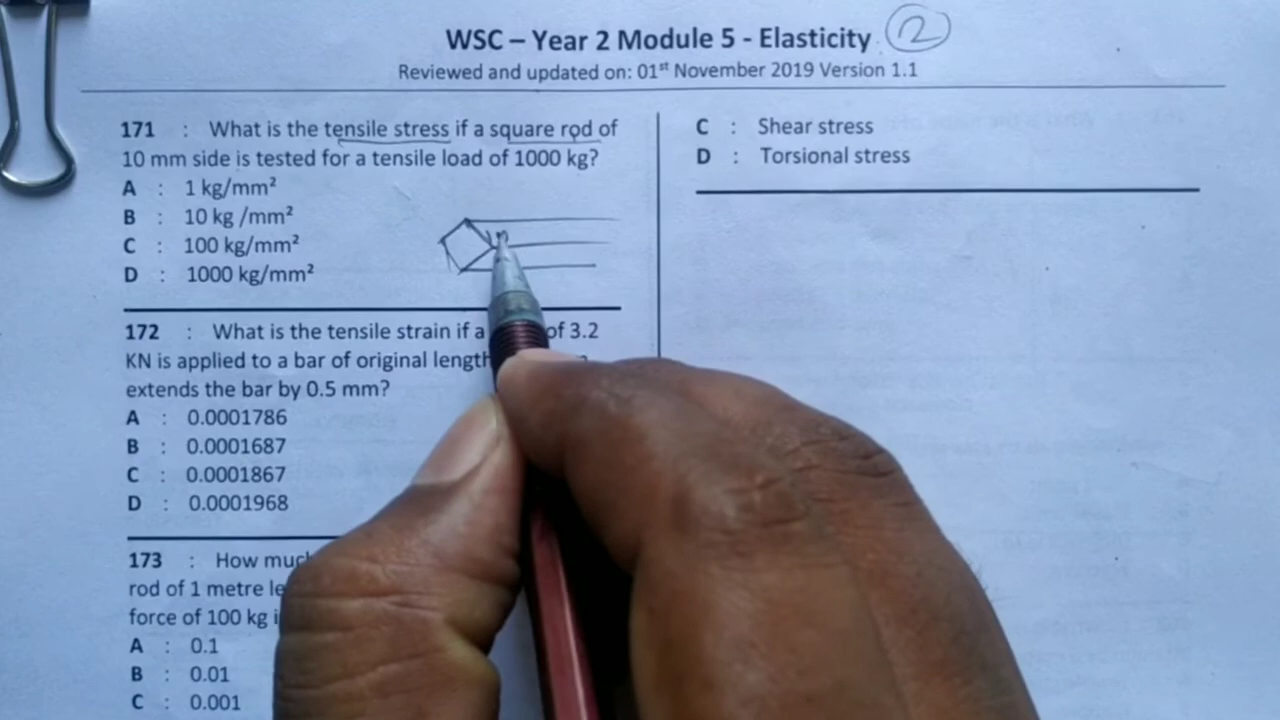 WSC – Year 2 Module 5 - Elasticity 2
Reviewed and updated on: 01st November 2019 Version 1.1
171 : What is the tensile stress if a square rod of
10 mm side is tested for a tensile load of 1000 kg?
A : 1 kg/mm²
B : 10 kg /mm²
C : 100 kg/mm²
D : 1000 kg/mm²
172 : What is the tensile strain if a of 3.2
KN is applied to a bar of original length
extends the bar by 0.5 mm?
A : 0.0001786
B : 0.0001687
C : 0.0001867
D : 0.0001968
173 : How much
rod of 1 metre
force of 100 kg
A : 0.1
B : 0.01
C : 0.001
C : Shear stress
D : Torsional stress